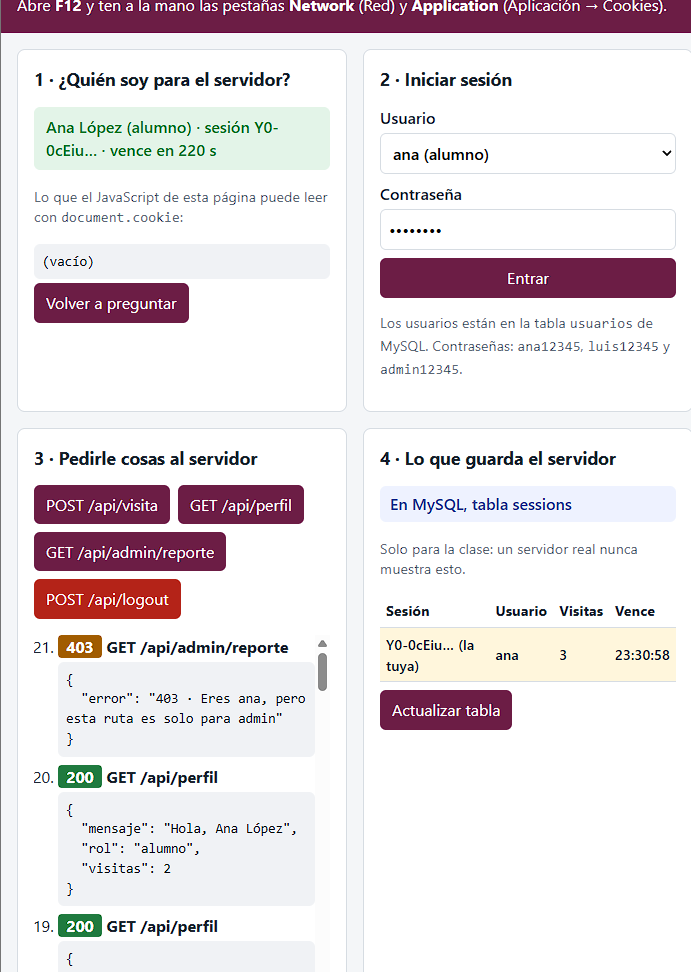 Abre F12 y ten a la mano las pestañas Network (Red) y Application (Aplicación → Cookies).
1 · ¿Quién soy para el servidor?
Ana López (alumno) · sesión Y0-
0cEiu... · vence en 220 s
Lo que el JavaScript de esta página puede leer
con document.cookie:
(vacío)
Volver a preguntar
2 · Iniciar sesión
Usuario
ana (alumno)
Contraseña
••••••••
Entrar
Los usuarios están en la tabla usuarios de
MySQL. Contraseñas: ana12345, luis12345 y
admin12345.
3 · Pedirle cosas al servidor
POST /api/visita
GET /api/perfil
GET /api/admin/reporte
POST /api/logout
21. 403 GET /api/admin/reporte
{
"error": "403 · Eres ana, pero
esta ruta es solo para admin"
}
20. 200 GET /api/perfil
{
"mensaje": "Hola, Ana López",
"rol": "alumno",
"visitas": 2
}
19. 200 GET /api/perfil
{
4 · Lo que guarda el servidor
En MySQL, tabla sessions
Solo para la clase: un servidor real nunca
muestra esto.
Sesión Usuario Visitas Vence
Y0-0cEiu... (la
tuya) ana 3 23:30:58
Actualizar tabla